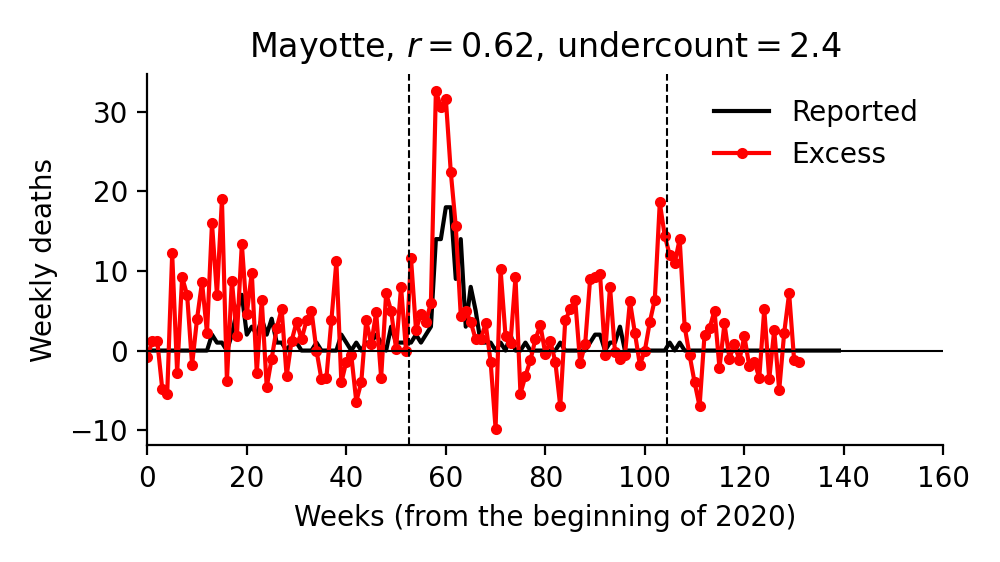 Mayotte, r = 0.62, undercount = 2.4
Reported
Excess
Weekly deaths
30
20
10
0
−10
0 20 40 60 80 100 120 140 160
Weeks (from the beginning of 2020)